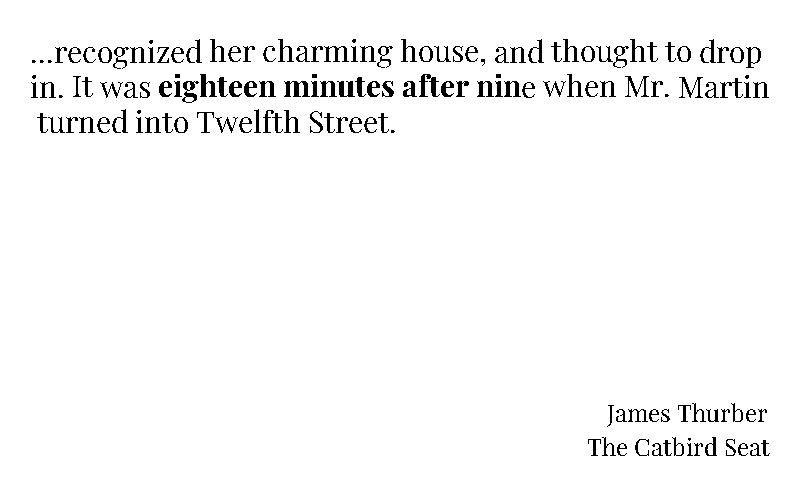 ...recognized her charming house, and thought to drop
in. It was eighteen minutes after nine when Mr. Martin
turned into Twelfth Street.
James Thurber
The Catbird Seat